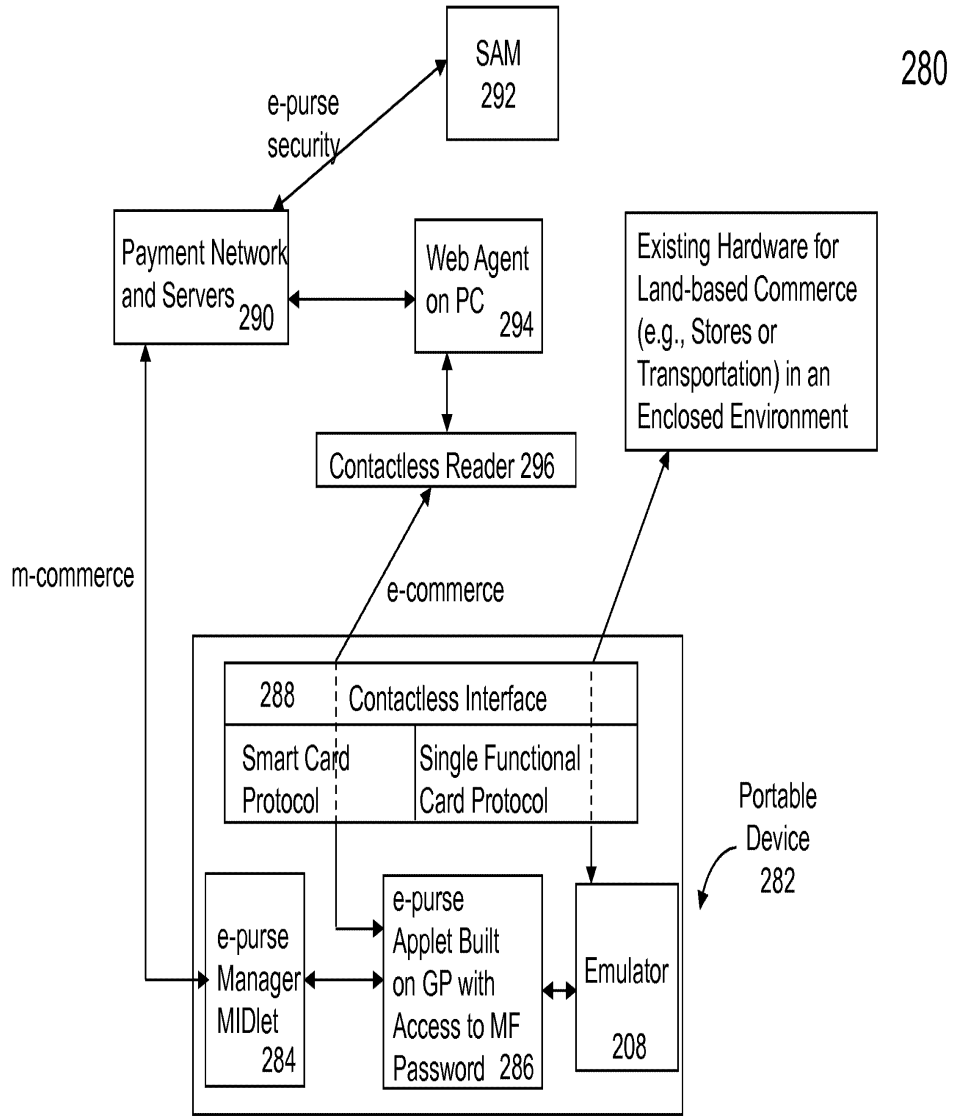 SAM
292
280
e-purse
security
Payment Network
and Servers
290
Web Agent
on PC
294
Existing Hardware for
Land-based Commerce
(e.g., Stores or
Transportation) in an
Enclosed Environment
Contactless Reader 296
m-commerce
e-commerce
288 Contactless Interface
Smart Card
Protocol
Single Functional
Card Protocol
Portable
Device
282
e-purse
Manager
MIDlet
284
e-purse
Applet Built
on GP with
Access to MF
Password 286
Emulator
208